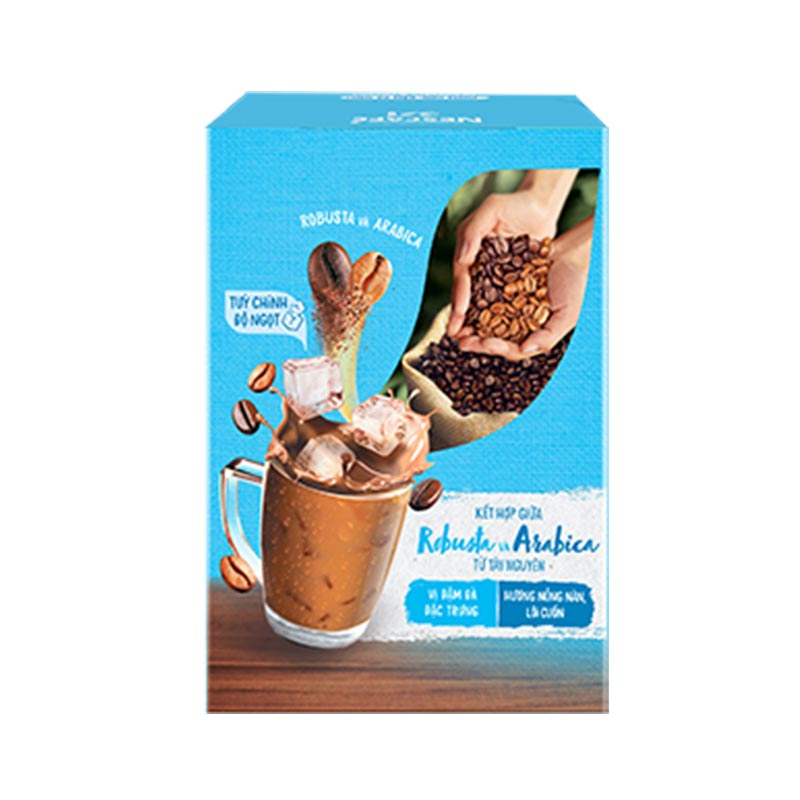 NESCAFÉ
ROBUSTA VÀ ARABICA
TUỲ CHỈNH
ĐỘ NGỌT
KẾT HỢP GIỮA
Robusta VÀ Arabica
TỪ TÂY NGUYÊN
VỊ ĐẬM ĐÀ
ĐẶC TRƯNG
HƯƠNG NỒNG NÀN,
LÔI CUỐN